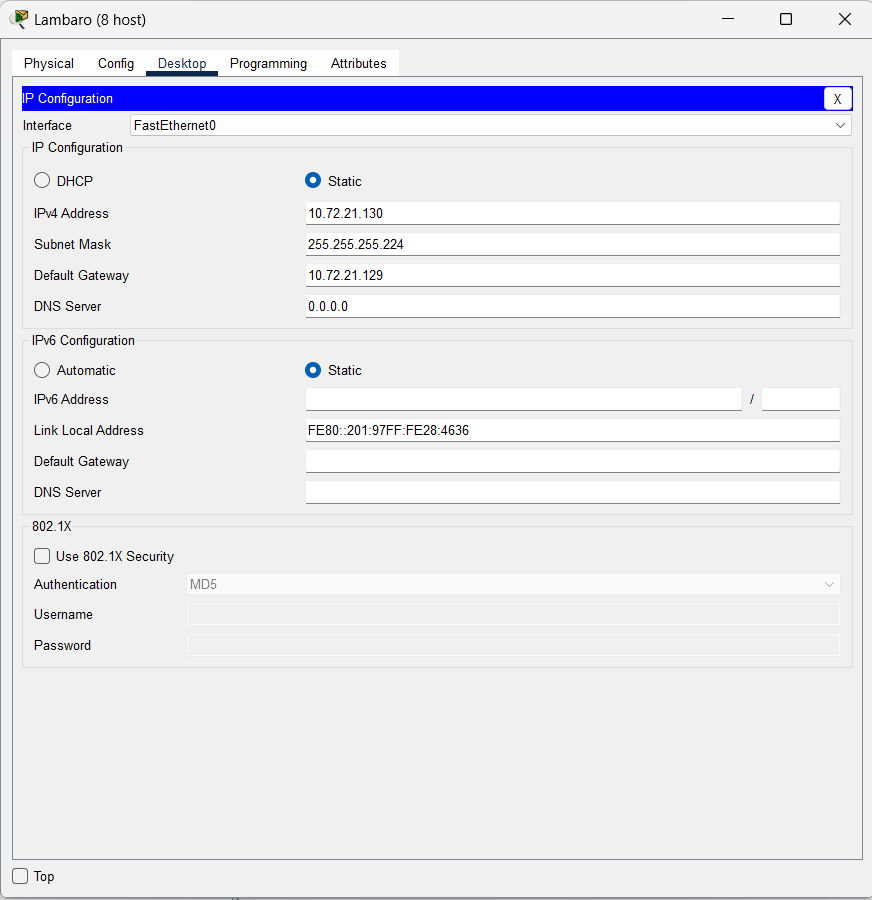 Lambaro (8 host)
Physical Config Desktop Programming Attributes
IP Configuration X
Interface FastEthernet0
IP Configuration
DHCP Static
IPv4 Address 10.72.21.130
Subnet Mask 255.255.255.224
Default Gateway 10.72.21.129
DNS Server 0.0.0.0
IPv6 Configuration
Automatic Static
IPv6 Address /
Link Local Address FE80::201:97FF:FE28:4636
Default Gateway
DNS Server
802.1X
Use 802.1X Security
Authentication MD5
Username
Password
Top